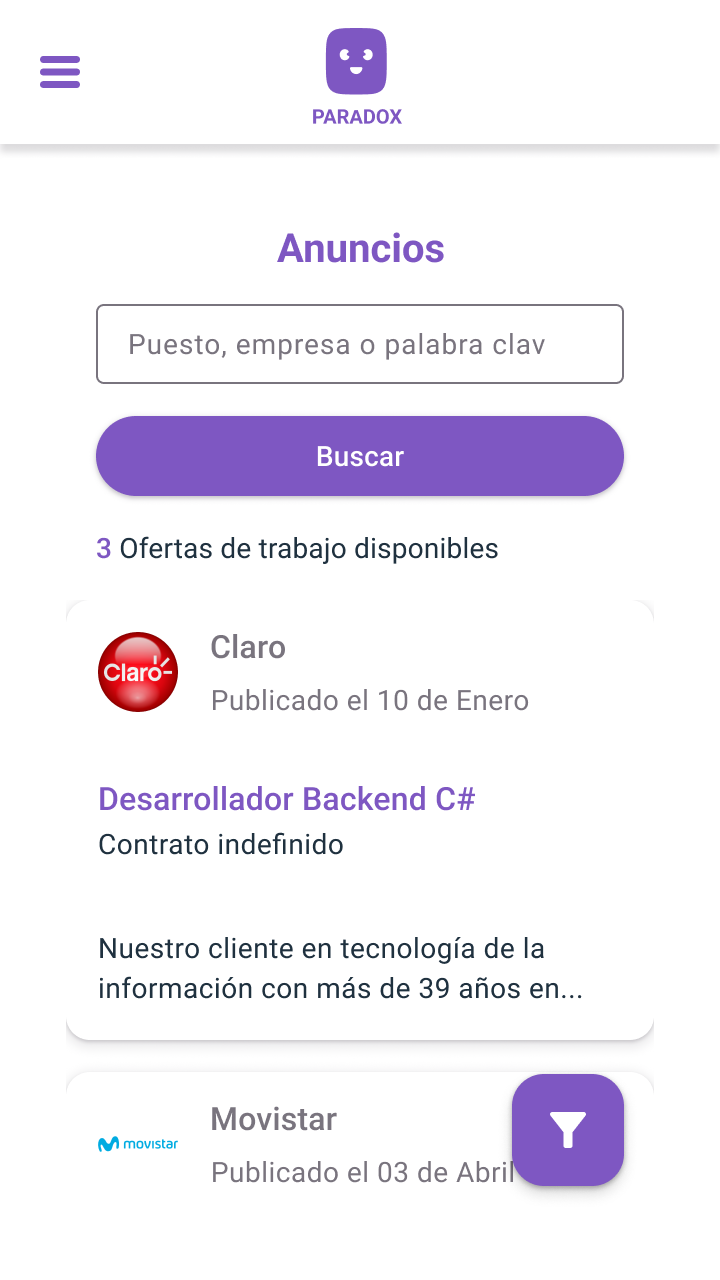 PARADOX
Anuncios
Puesto, empresa o palabra clav
Buscar
3 Ofertas de trabajo disponibles
Claro
Claro
Publicado el 10 de Enero
Desarrollador Backend C#
Contrato indefinido
Nuestro cliente en tecnología de la
información con más de 39 años en...
movistar
Movistar
Publicado el 03 de Abril